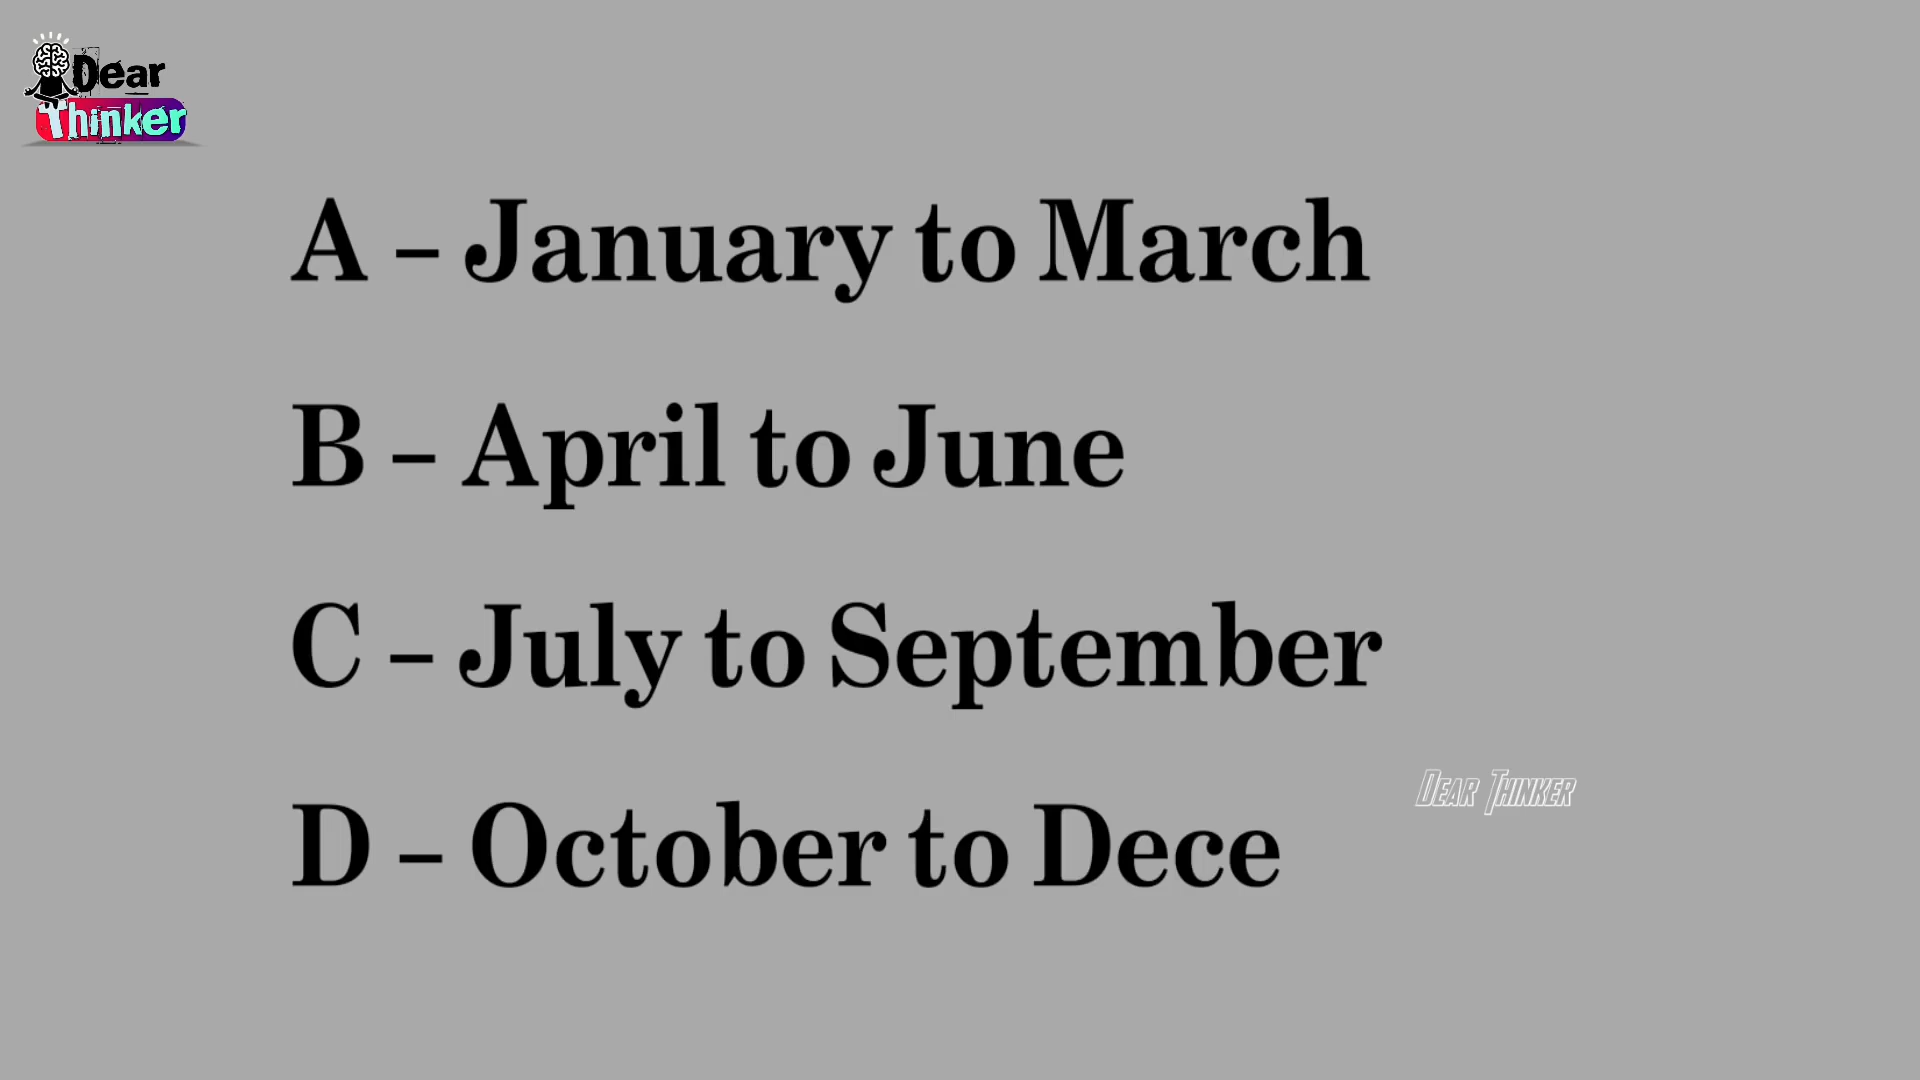 Dear
Thinker
A – January to March
B – April to June
C – July to September
DEAR THINKER
D – October to Dece